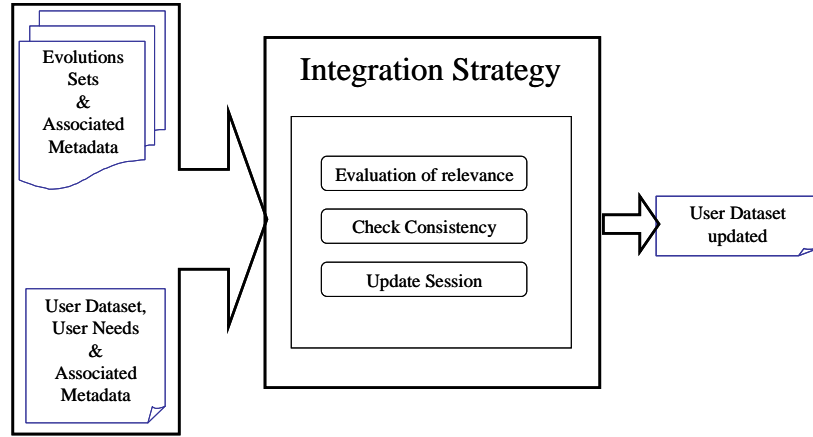 Evolutions
Sets
&
Associated
Metadata
User Dataset,
User Needs
&
Associated
Metadata
Integration Strategy
Evaluation of relevance
Check Consistency
Update Session
User Dataset
updated